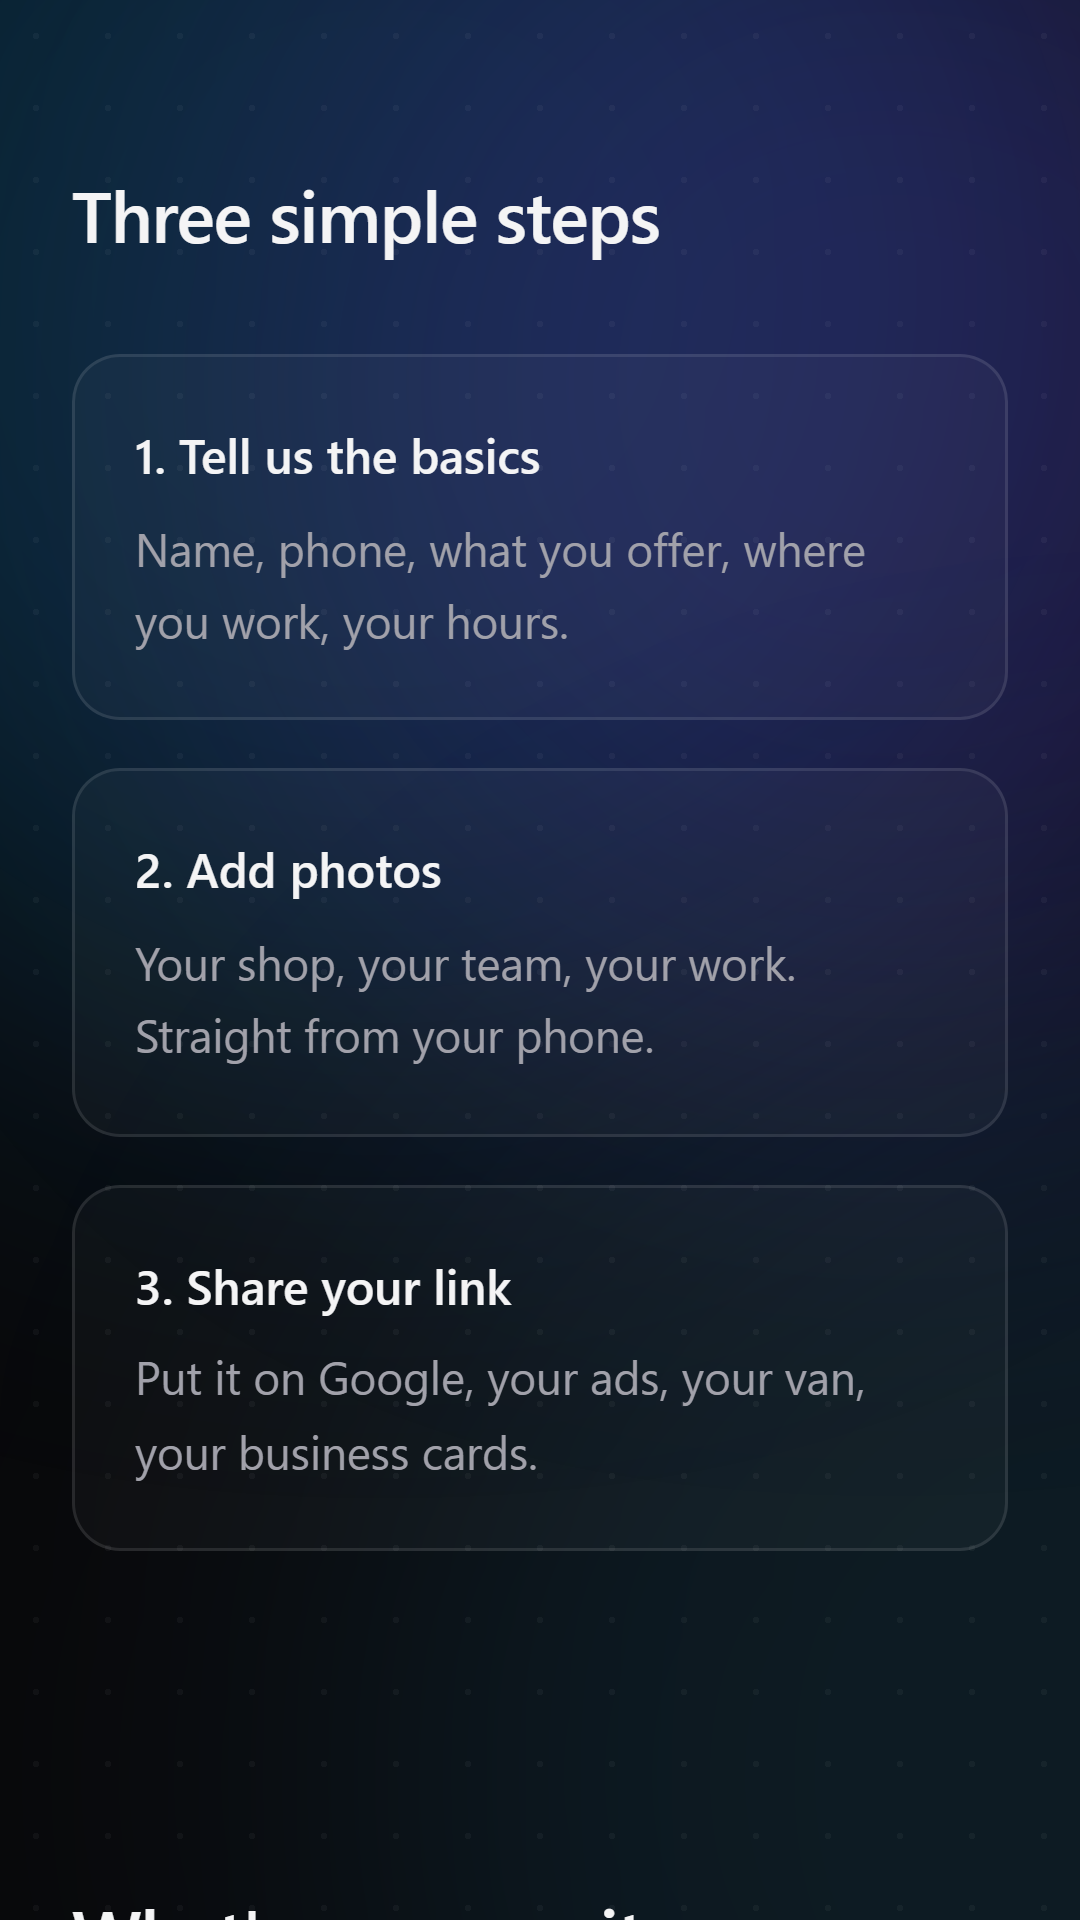 Three simple steps
1. Tell us the basics
Name, phone, what you offer, where
you work, your hours.
2. Add photos
Your shop, your team, your work.
Straight from your phone.
3. Share your link
Put it on Google, your ads, your van,
your business cards.